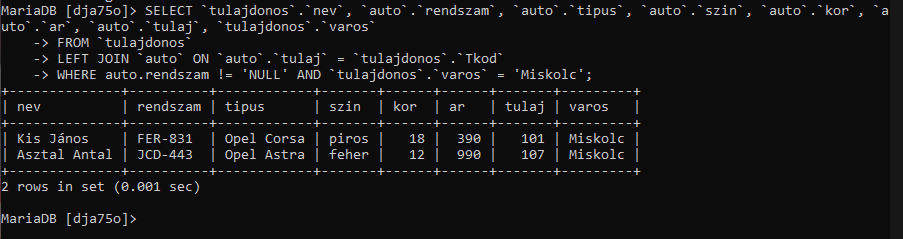 MariaDB [dja75o]> SELECT `tulajdonos`.`nev`, `auto`.`rendszam`, `auto`.`tipus`, `auto`.`szin`, `auto`.`kor`, `a
uto`.`ar`, `auto`.`tulaj`, `tulajdonos`.`varos`
    -> FROM `tulajdonos`
    -> LEFT JOIN `auto` ON `auto`.`tulaj` = `tulajdonos`.`Tkod`
    -> WHERE auto.rendszam != 'NULL' AND `tulajdonos`.`varos` = 'Miskolc';
+--------------+----------+------------+-------+------+------+-------+---------+
| nev          | rendszam | tipus      | szin  | kor  | ar   | tulaj | varos   |
+--------------+----------+------------+-------+------+------+-------+---------+
| Kis János    | FER-831  | Opel Corsa | piros |   18 |  390 |   101 | Miskolc |
| Asztal Antal | JCD-443  | Opel Astra | feher |   12 |  990 |   107 | Miskolc |
+--------------+----------+------------+-------+------+------+-------+---------+
2 rows in set (0.001 sec)
MariaDB [dja75o]>